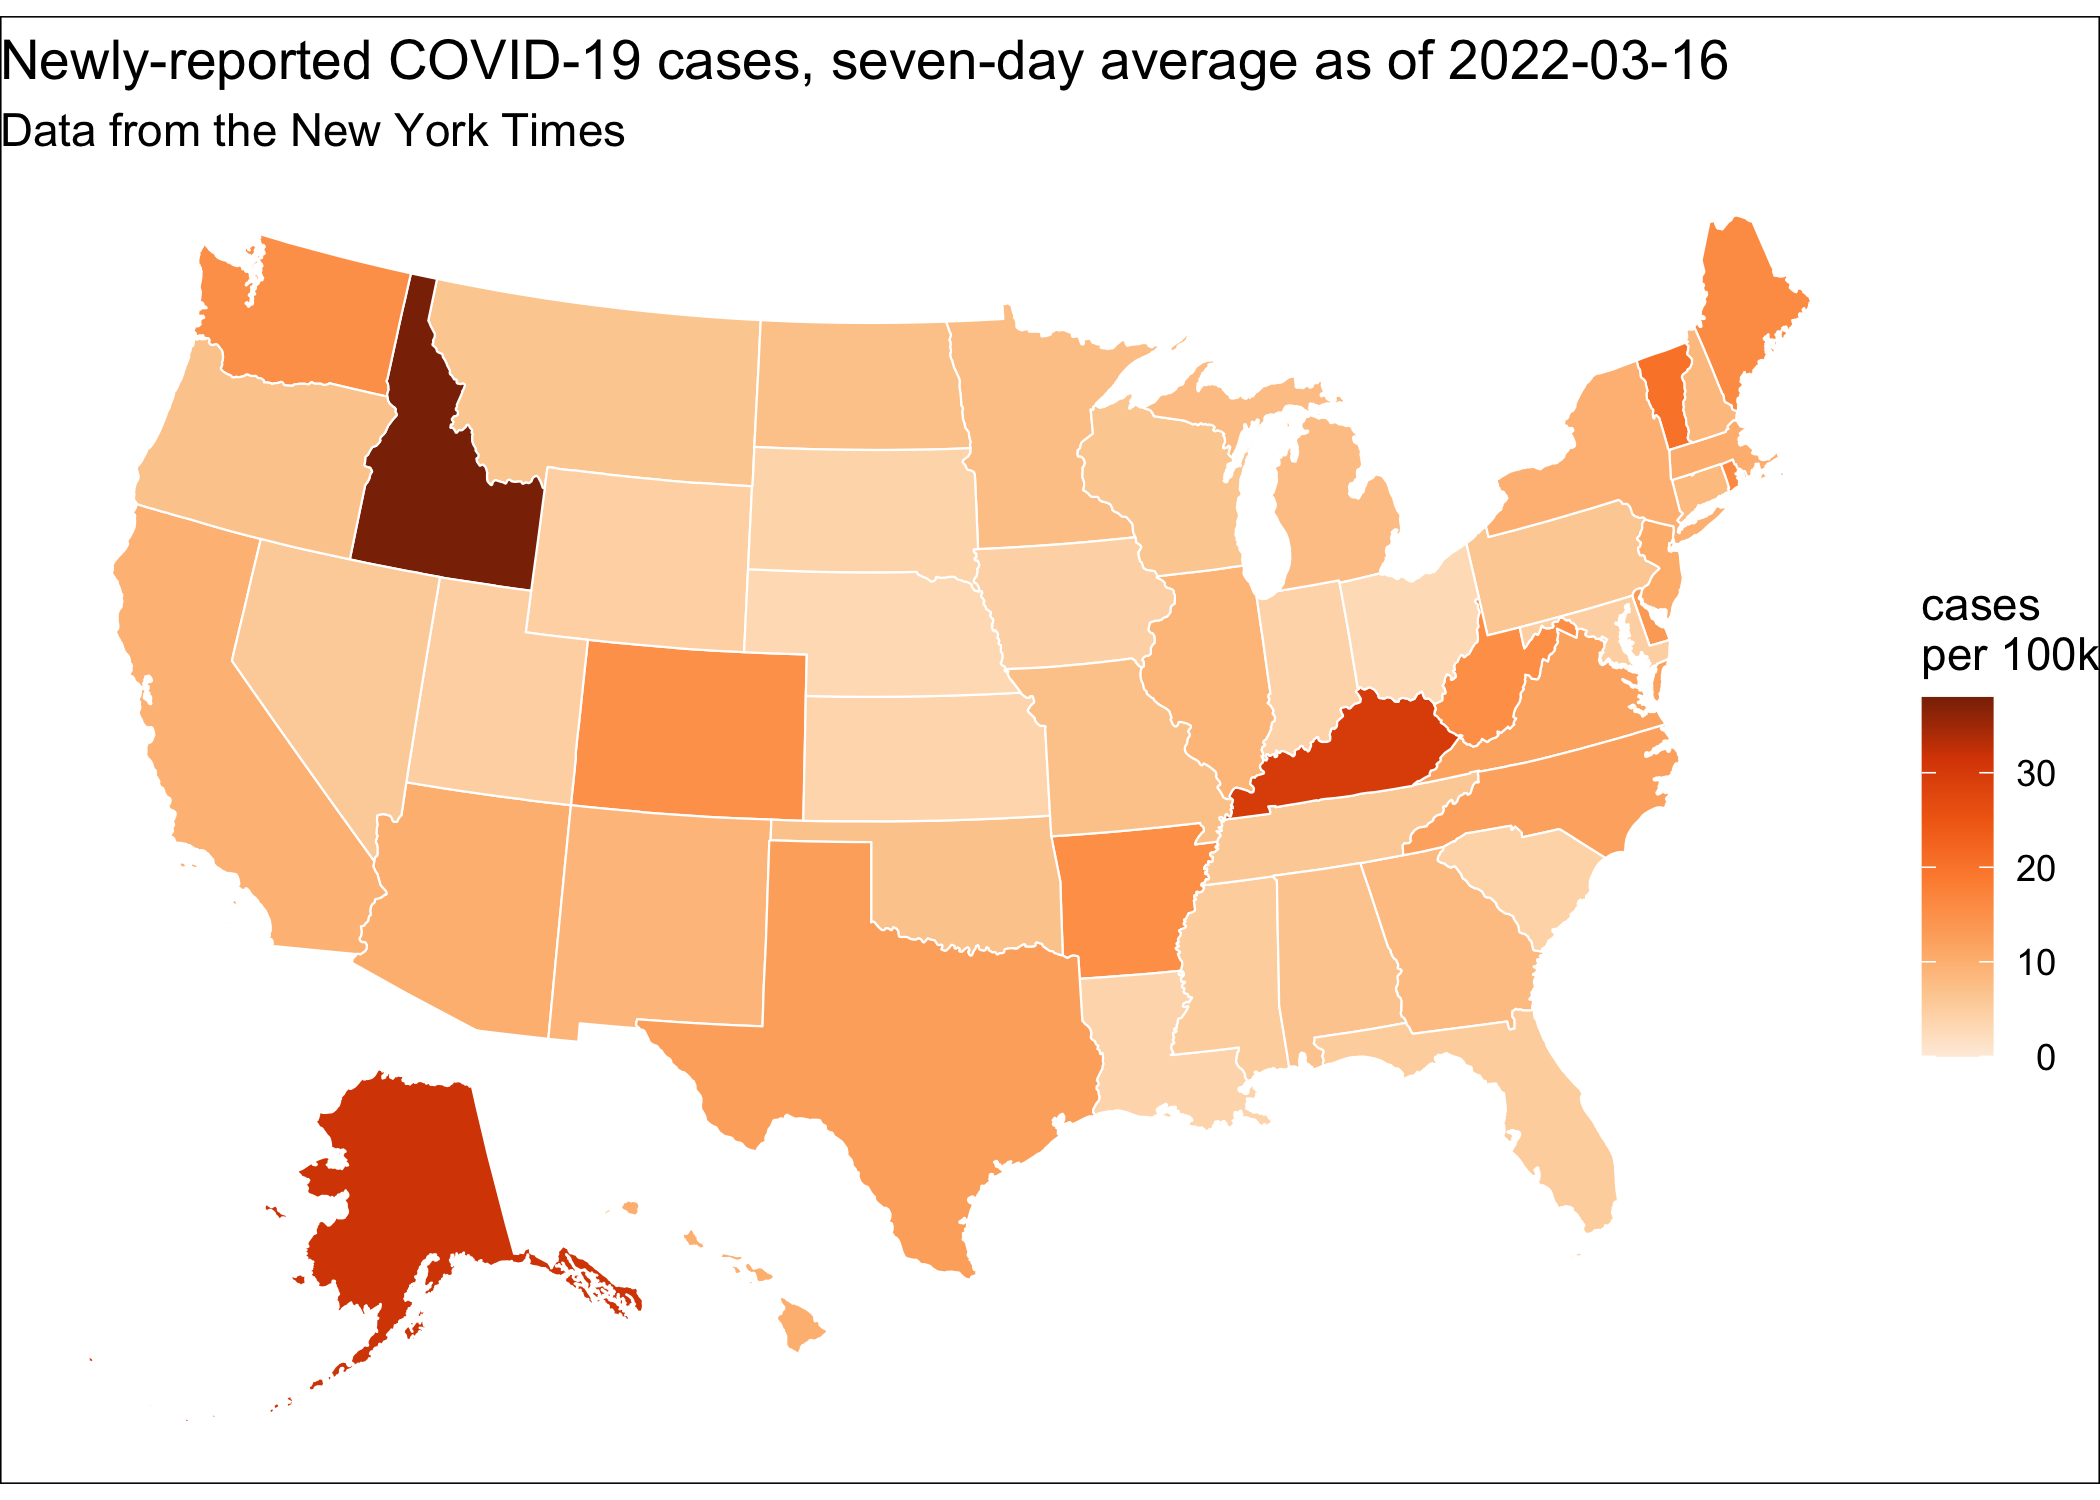 Newly-reported COVID-19 cases, seven-day average as of 2022-03-16
Data from the New York Times
cases
per 100k
30
20
10
0